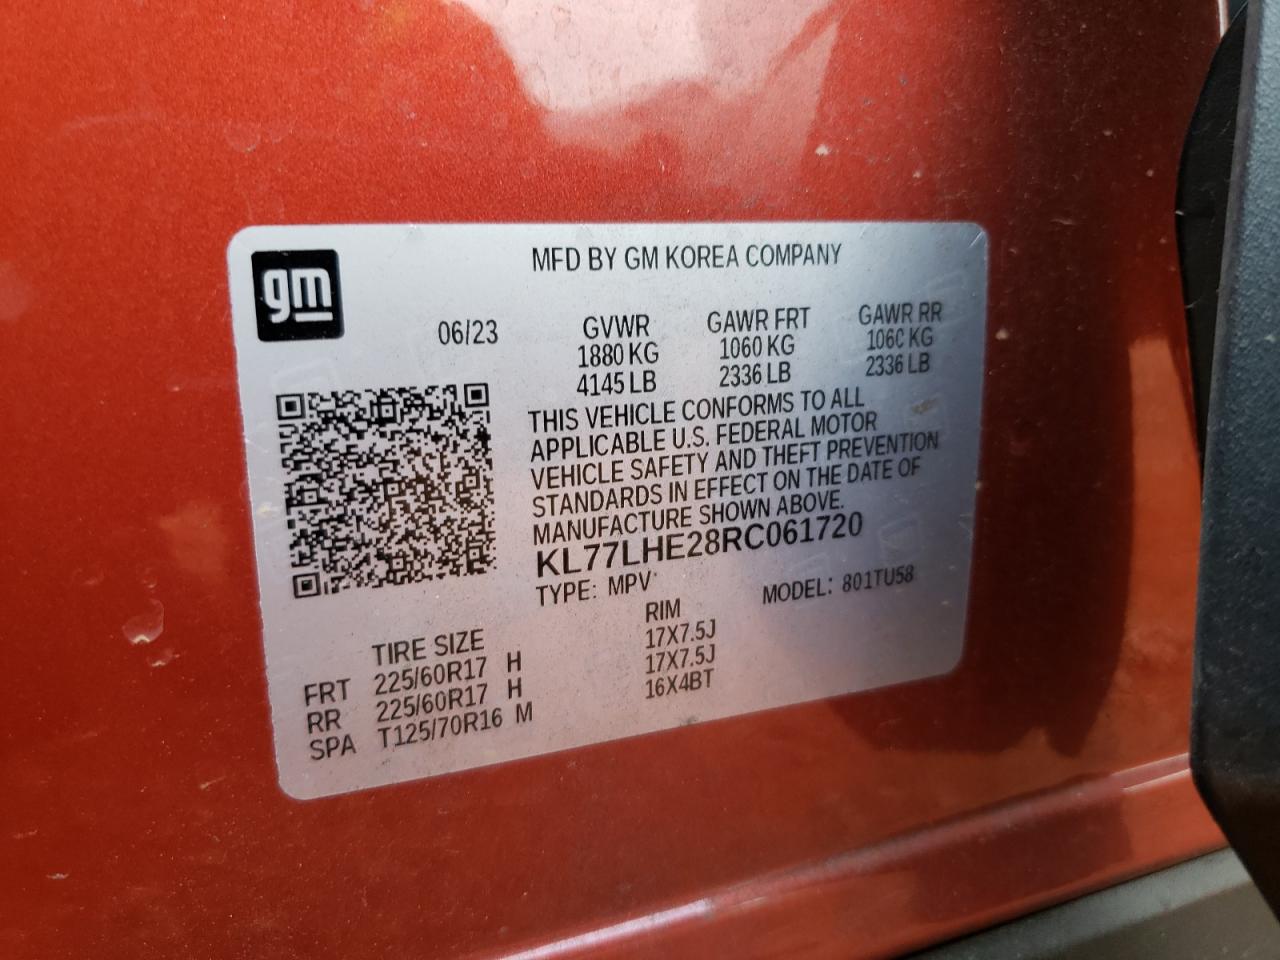 gm
MFD BY GM KOREA COMPANY
06/23 GVWR GAWR FRT GAWR RR
1880 KG 1060 KG 1060 KG
4145 LB 2336 LB 2336 LB
THIS VEHICLE CONFORMS TO ALL
APPLICABLE U.S. FEDERAL MOTOR
VEHICLE SAFETY AND THEFT PREVENTION
STANDARDS IN EFFECT ON THE DATE OF
MANUFACTURE SHOWN ABOVE.
KL77LHE28RC061720
TYPE: MPV MODEL: 801TU58
TIRE SIZE RIM
FRT 225/60R17 H 17X7.5J
RR 225/60R17 H 17X7.5J
SPA T125/70R16 M 16X4BT